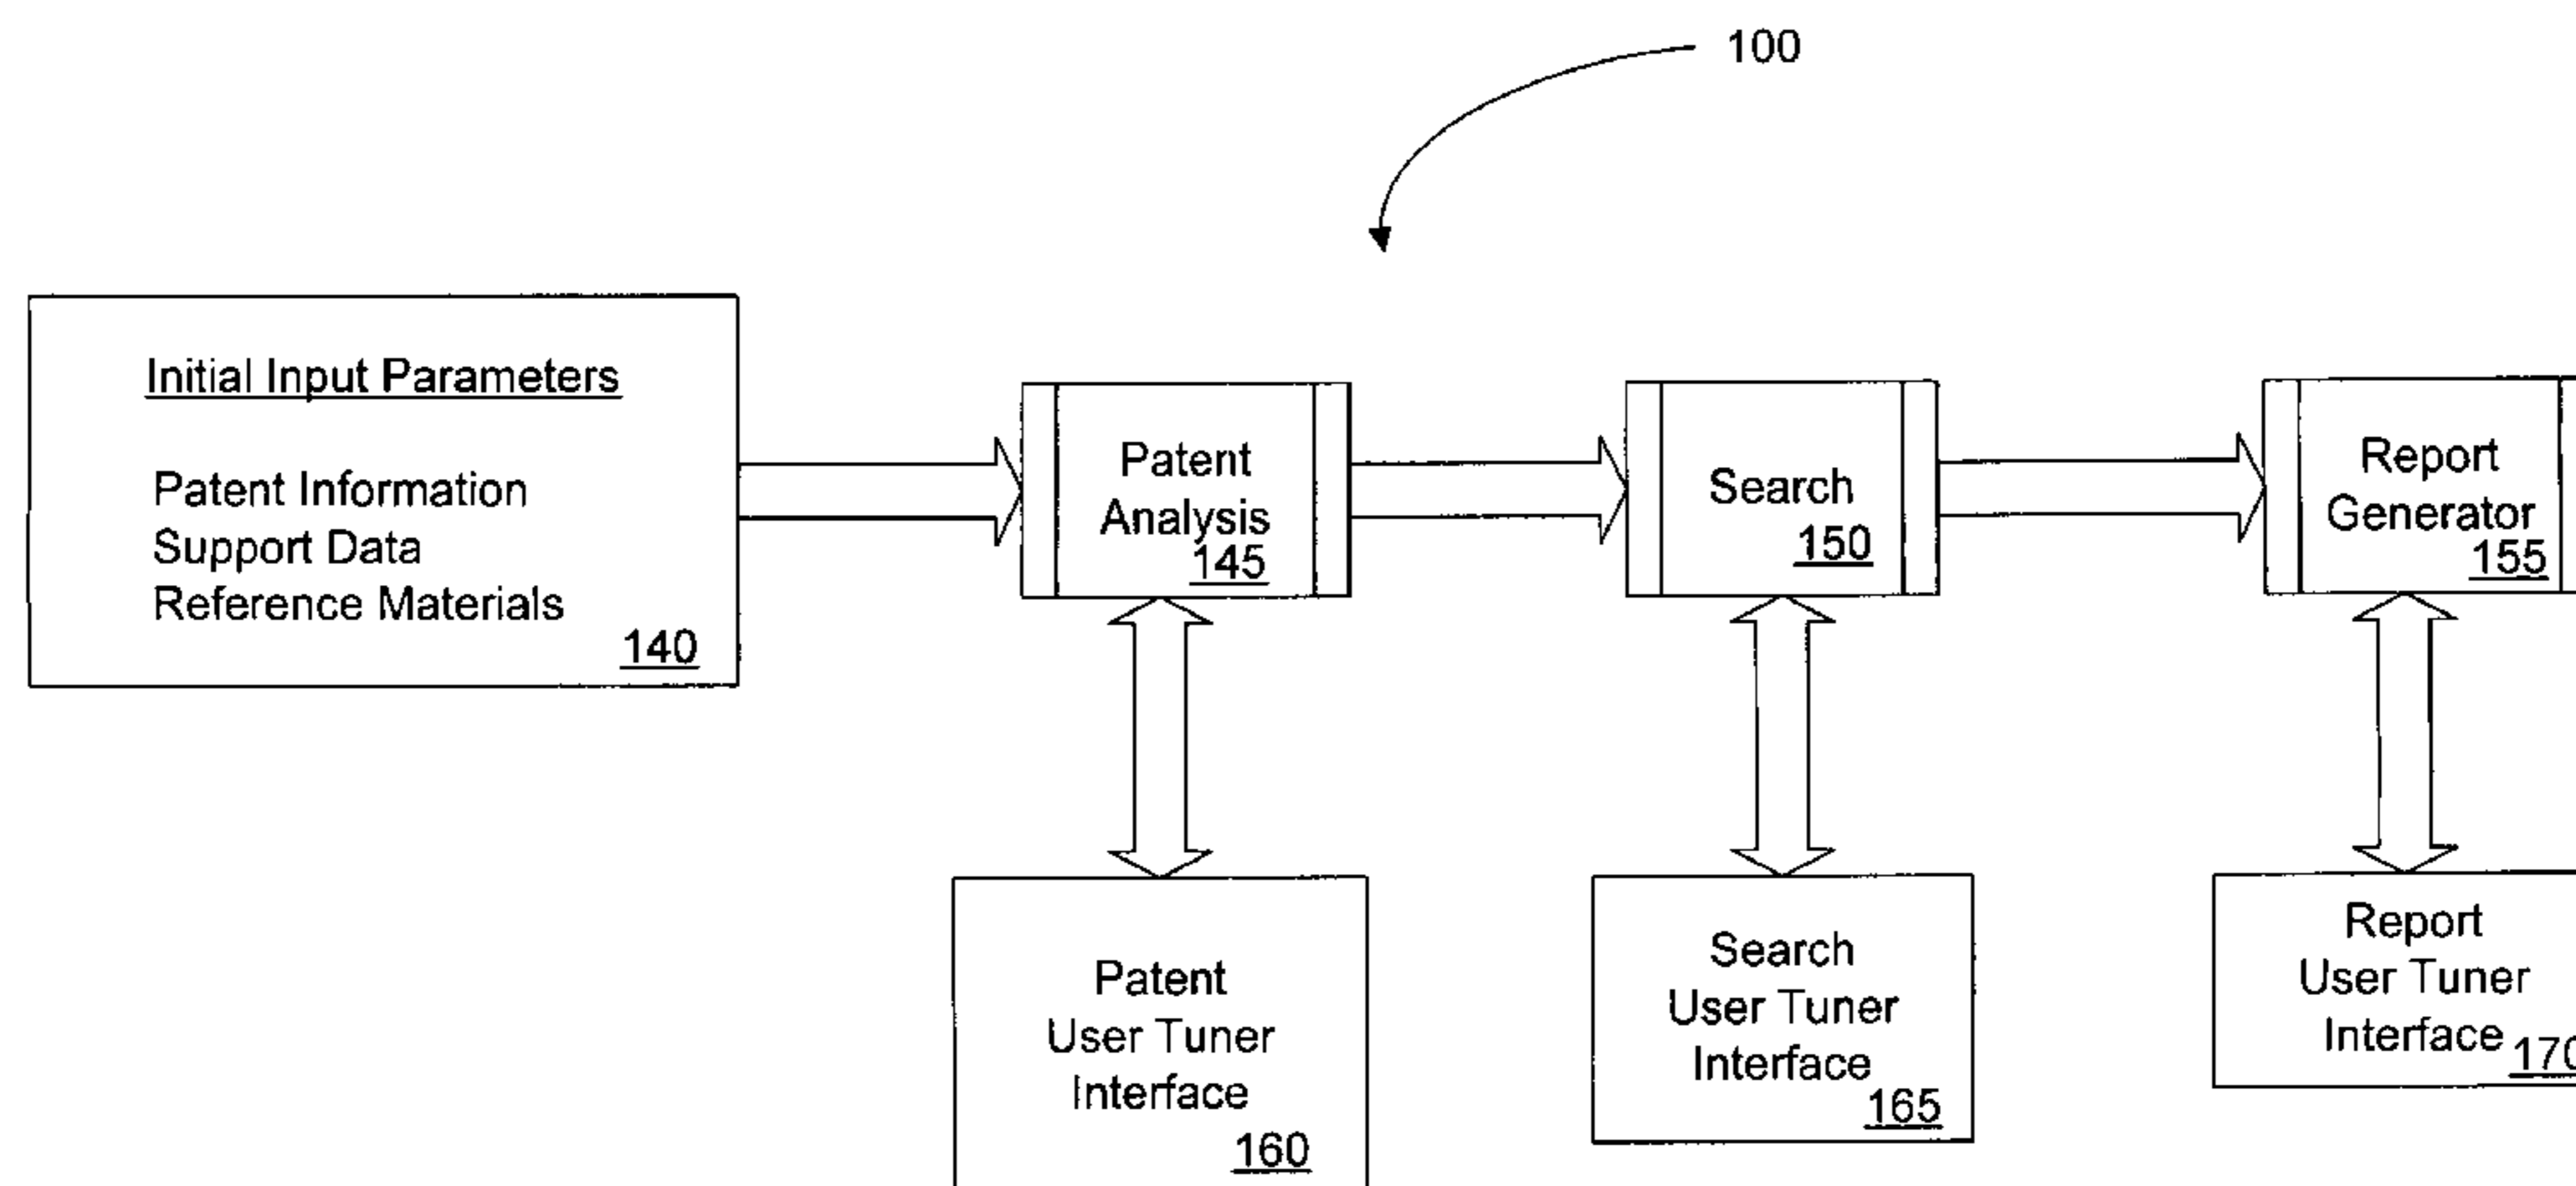 100
Initial Input Parameters
Patent Information
Support Data
Reference Materials
140
Patent
Analysis
145
Search
150
Report
Generator
155
Patent
User Tuner
Interface
160
Search
User Tuner
Interface
165
Report
User Tuner
Interface
170